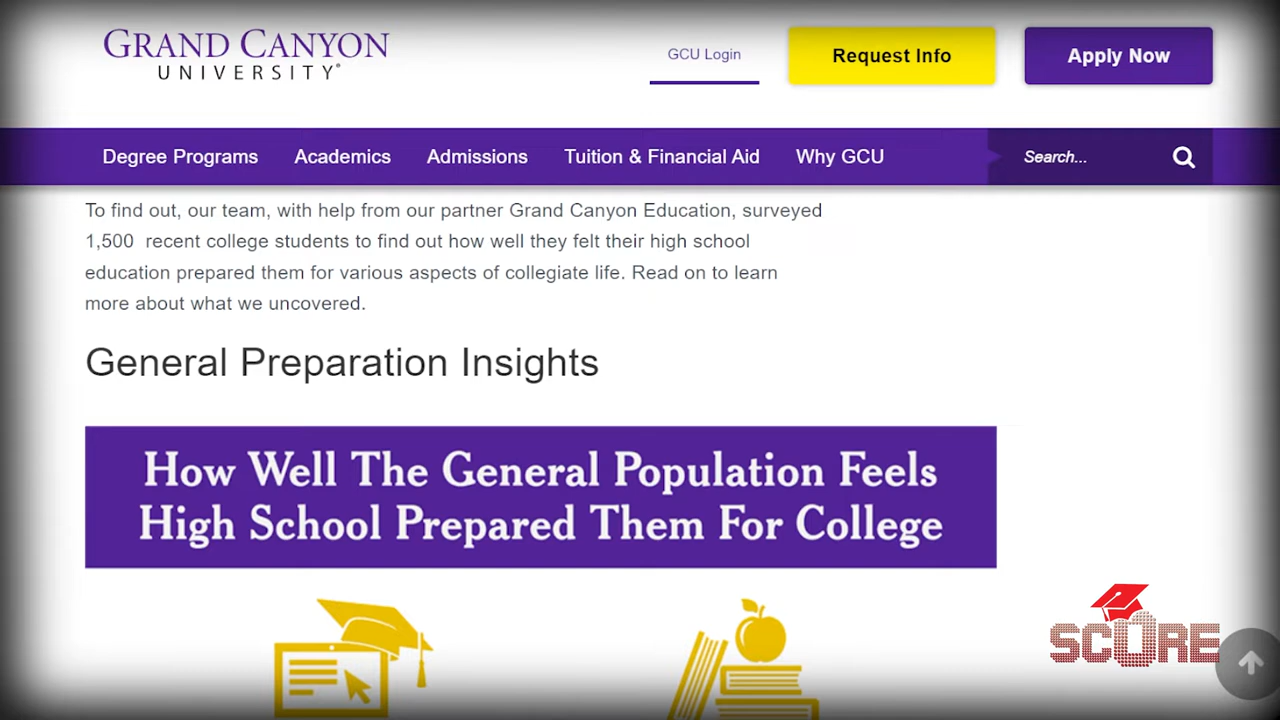 GRAND CANYON
UNIVERSITY®
GCU Login
Request Info
Apply Now
Degree Programs
Academics
Admissions
Tuition & Financial Aid
Why GCU
Search...
To find out, our team, with help from our partner Grand Canyon Education, surveyed
1,500 recent college students to find out how well they felt their high school
education prepared them for various aspects of collegiate life. Read on to learn
more about what we uncovered.
General Preparation Insights
How Well The General Population Feels
High School Prepared Them For College
SCORE